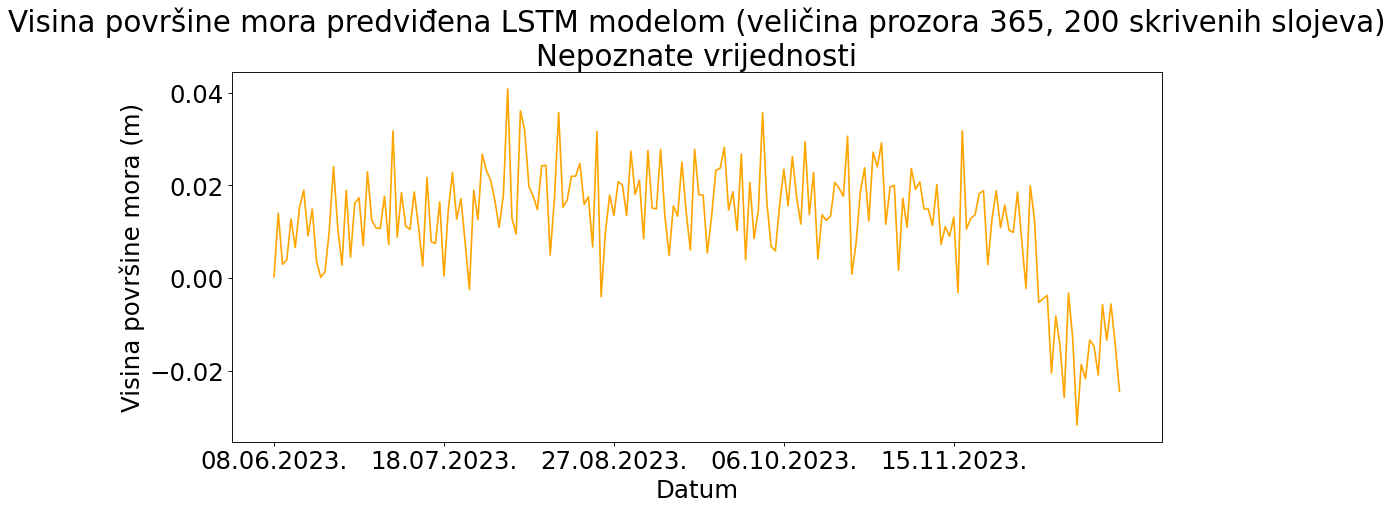 Visina površine mora predviđena LSTM modelom (veličina prozora 365, 200 skrivenih slojeva)
Nepoznate vrijednosti
Visina površine mora (m)
0.04
0.02
0.00
−0.02
08.06.2023. 18.07.2023. 27.08.2023. 06.10.2023. 15.11.2023.
Datum